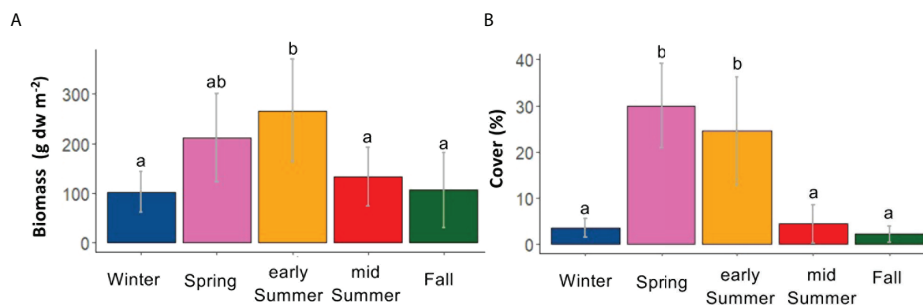 A
Biomass (g dw m-2)
300
200
100
0
a
ab
b
a
a
Winter
Spring
early
Summer
mid
Summer
Fall
B
Cover (%)
40
30
20
10
0
a
b
b
a
a
Winter
Spring
early
Summer
mid
Summer
Fall